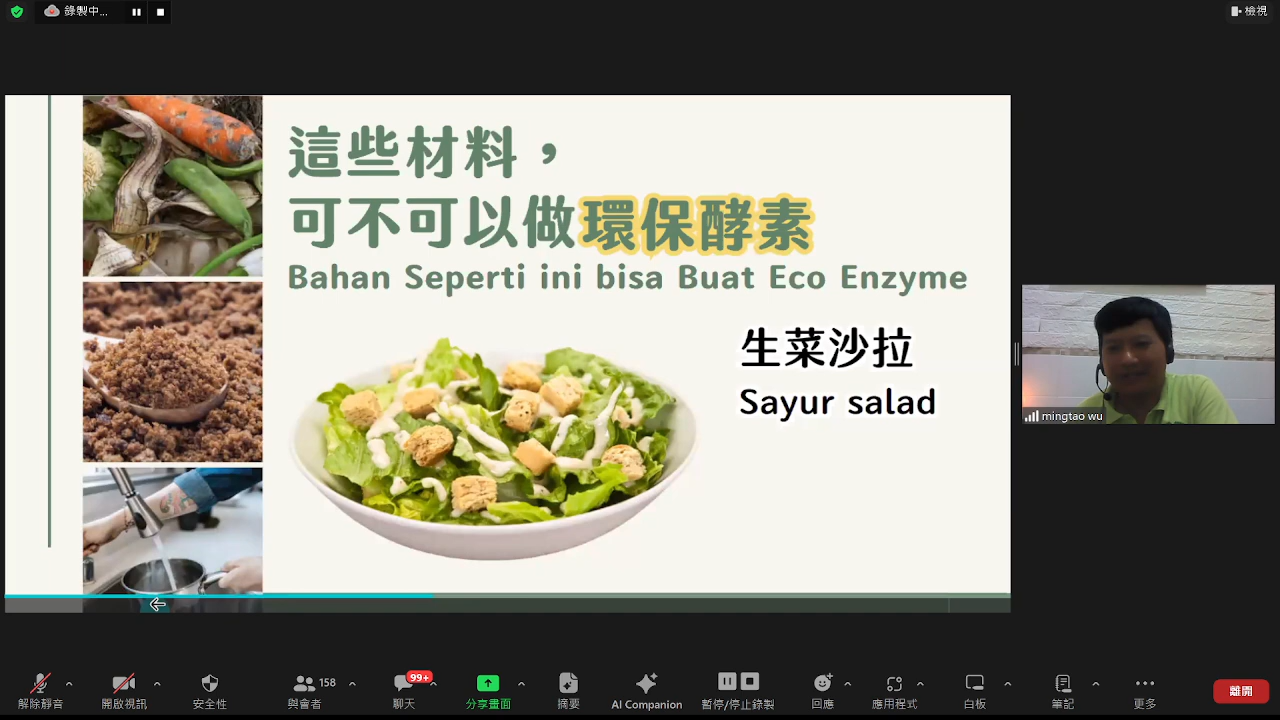 錄製中...
檢視
這些材料，
可不可以做環保酵素
Bahan Seperti ini bisa Buat Eco Enzyme
生菜沙拉
Sayur salad
mingtao wu
解除靜音
開啟視訊
安全性
158
與會者
99+
聊天
分享畫面
摘要
AI Companion
暫停/停止錄製
回應
應用程式
白板
筆記
更多
離開